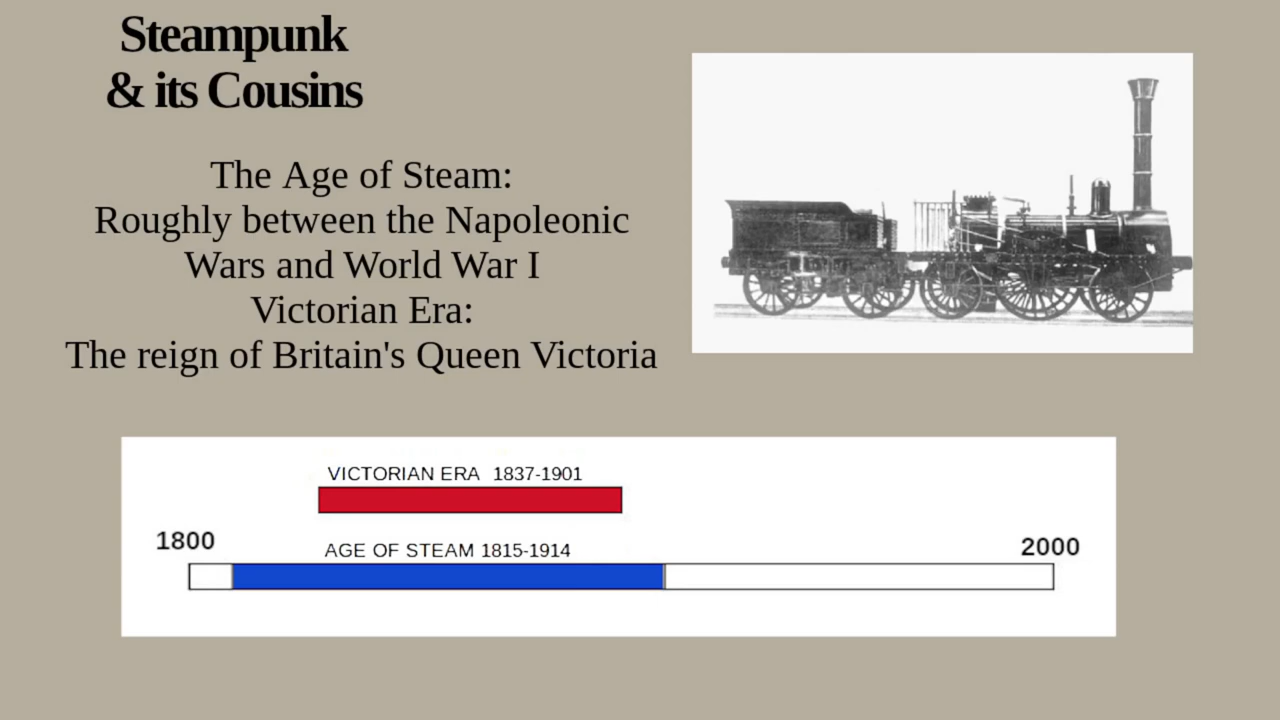 Steampunk
& its Cousins
The Age of Steam:
Roughly between the Napoleonic
Wars and World War I
Victorian Era:
The reign of Britain's Queen Victoria
VICTORIAN ERA 1837-1901
1800
AGE OF STEAM 1815-1914
2000